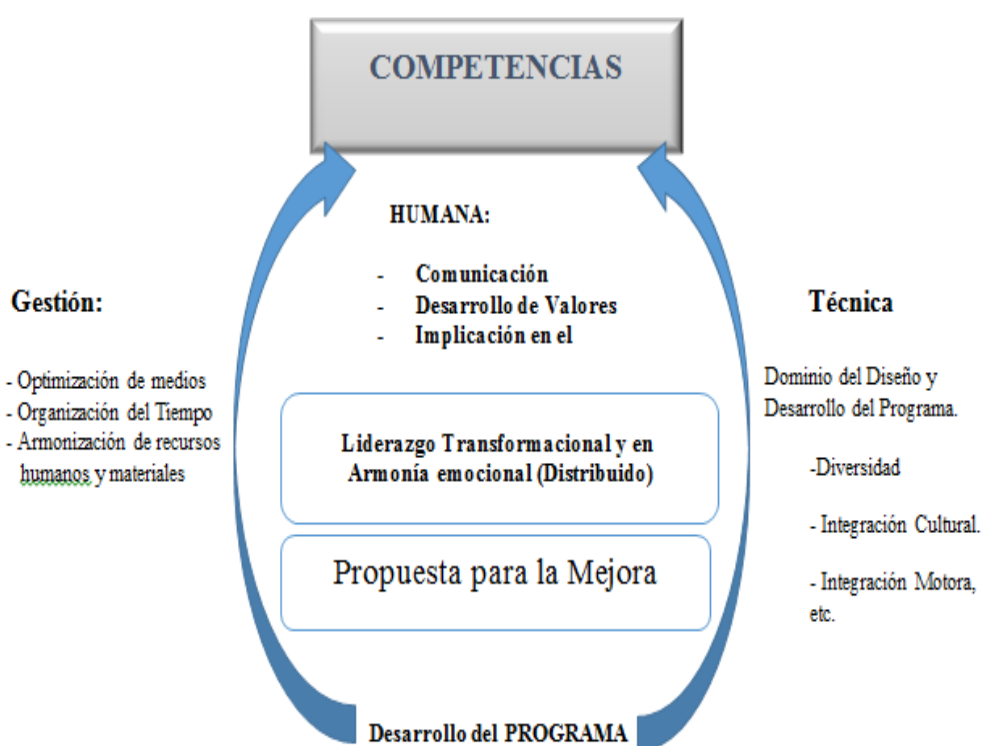 COMPETENCIAS
HUMANA:
- Comunicación
- Desarrollo de Valores
- Implicación en el
Gestión:
- Optimización de medios
- Organización del Tiempo
- Armonización de recursos
humanos y materiales
Liderazgo Transformacional y en
Armonía emocional (Distribuido)
Propuesta para la Mejora
Técnica
Dominio del Diseño y
Desarrollo del Programa.
-Diversidad
- Integración Cultural.
- Integración Motora,
etc.
Desarrollo del PROGRAMA